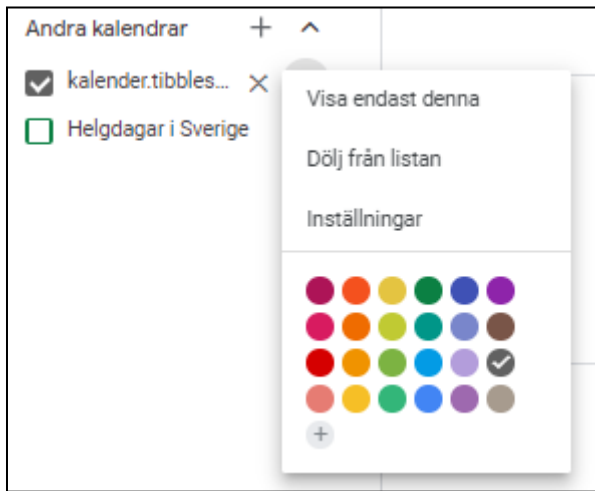 Andra kalendrar
kalender.tibbles...
Helgdagar i Sverige
Visa endast denna
Dölj från listan
Inställningar